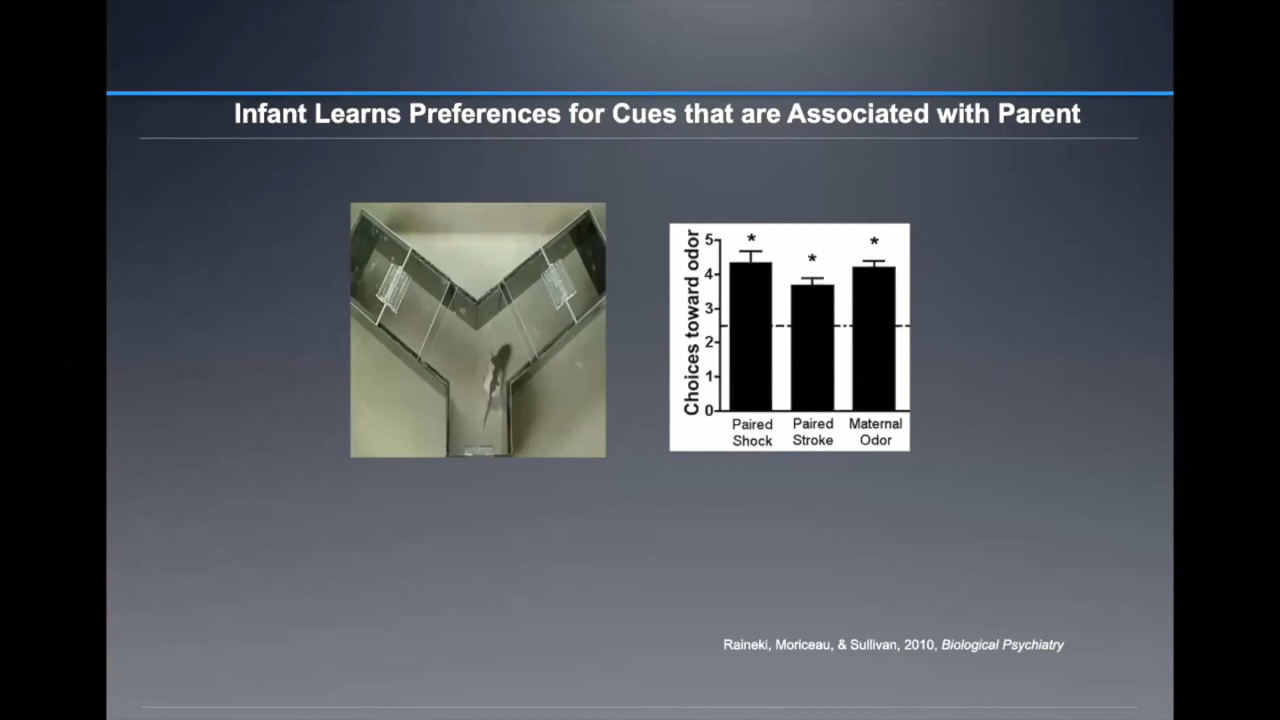 Infant Learns Preferences for Cues that are Associated with Parent
Choices toward odor
5
4
3
2
1
0
*
*
*
Paired Shock
Paired Stroke
Maternal Odor
Raineki, Moriceau, & Sullivan, 2010, Biological Psychiatry